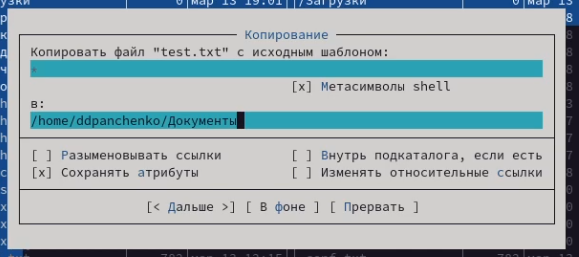 узки 0 мар 13 19:01 /Загрузки 0 мар 13
Копирование
Копировать файл "test.txt" с исходным шаблоном:
*
[x] Метасимволы shell
в:
/home/ddpanchenko/Документы
[ ] Разыменовывать ссылки [ ] Внутрь подкаталога, если есть
[x] Сохранять атрибуты [ ] Изменять относительные ссылки
[< Дальше >] [ В фоне ] [ Прервать ]